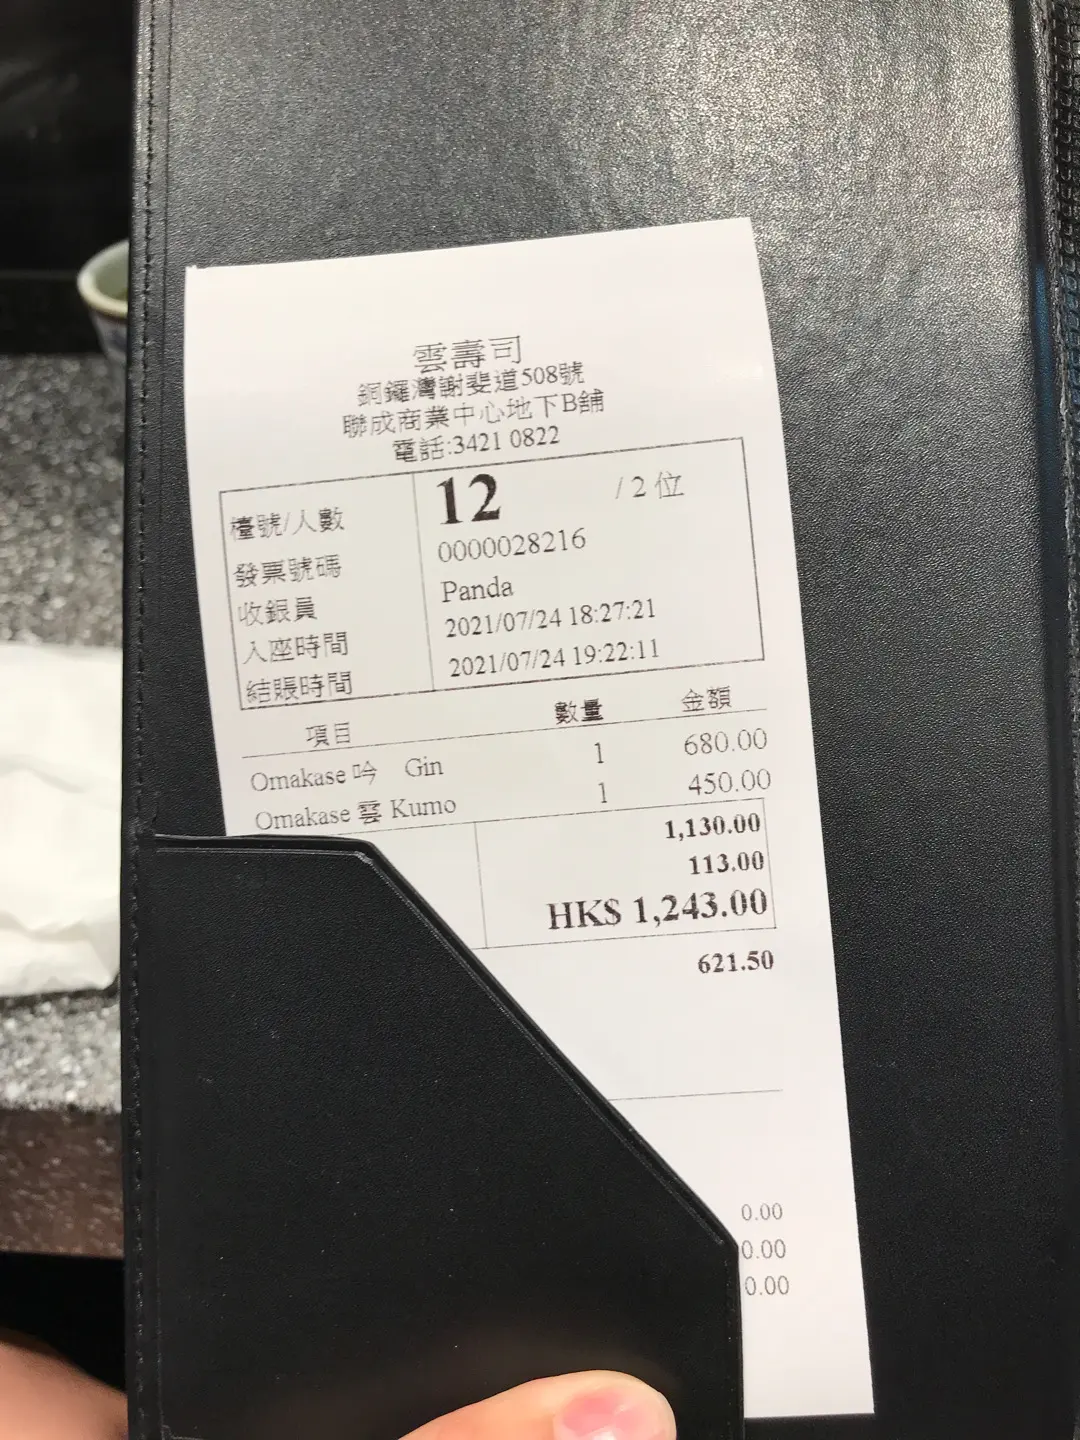 雲壽司
銅鑼灣謝斐道508號
聯成商業中心地下B舖
電話:3421 0822
檯號/人數 12 / 2 位
發票號碼 0000028216
收銀員 Panda
入座時間 2021/07/24 18:27:21
結賬時間 2021/07/24 19:22:11
項目 數量 金額
Omakase 吟 Gin 1 680.00
Omakase 雲 Kumo 1 450.00
1,130.00
113.00
HK$ 1,243.00
621.50
0.00
0.00
0.00